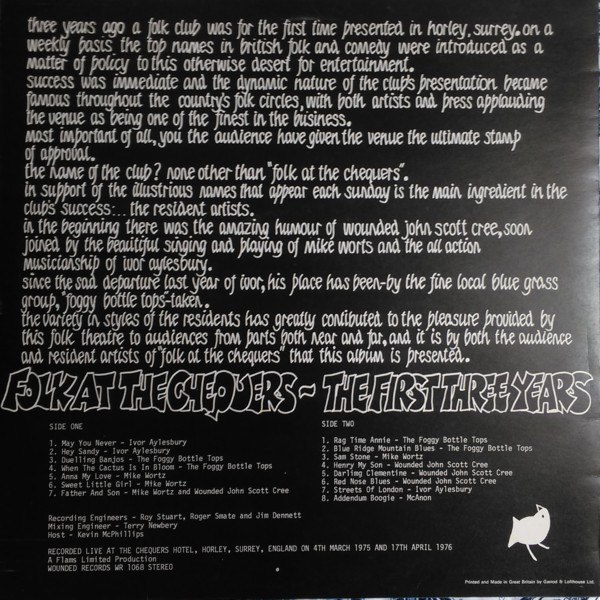 three years ago a folk club was for the first time presented in horley, surrey. on a
weekly basis the top names in british folk and comedy were introduced as a
matter of policy to this otherwise desert for entertainment.
success was immediate and the dynamic nature of the club's presentation became
famous throughout the country's folk circles, with both artists and press applauding
the venue as being one of the finest in the business.
most important of all, you the audience have given the venue the ultimate stamp
of approval.
the name of the club? none other than "folk at the chequers".
in support of the illustrious names that appear each sunday is the main ingredient in the
club's success:.. the resident artists.
in the beginning there was the amazing humour of wounded john scott cree, soon
joined by the beautiful singing and playing of mike worts and the all action
musicianship of ivor aylesbury.
since the sad departure last year of ivor, his place has been-by the fine local blue grass
group, "foggy bottle tops-taken.
the variety in styles of the residents has greatly contibuted to the pleasure provided by
this folk theatre to audiences from parts both near and far, and it is by both the audience
and resident artists of "folk at the chequers" that this album is presented.
FOLK AT THE CHEQUERS ~ THE FIRST THREE YEARS
SIDE ONE
1. May You Never - Ivor Aylesbury
2. Hey Sandy - Ivor Aylesbury
3. Duelling Banjos - The Foggy Bottle Tops
4. When The Cactus Is In Bloom - The Foggy Bottle Tops
5. Anna My Love - Mike Wortz
6. Sweet Little Girl - Mike Wortz
7. Father And Son - Mike Wortz and Wounded John Scott Cree
SIDE TWO
1. Rag Time Annie - The Foggy Bottle Tops
2. Blue Ridge Mountain Blues - The Foggy Bottle Tops
3. Sam Stone - Mike Wortz
4. Henry My Son - Wounded John Scott Cree
5. Darlimg Clementine - Wounded John Scott Cree
6. Red Nose Blues - Wounded John Scott Cree
7. Streets Of London - Ivor Aylesbury
8. Addendum Boogie - McAnon
Recording Engineers - Roy Stuart, Roger Smate and Jim Dennett
Mixing Engineer - Terry Newbery
Host - Kevin McPhillips
RECORDED LIVE AT THE CHEQUERS HOTEL, HORLEY, SURREY, ENGLAND ON 4TH MARCH 1975 AND 17TH APRIL 1976
A Flams Limited Production
WOUNDED RECORDS WR 1068 STEREO
Printed and Made in Great Britain by Garrod & Lofthouse Ltd.